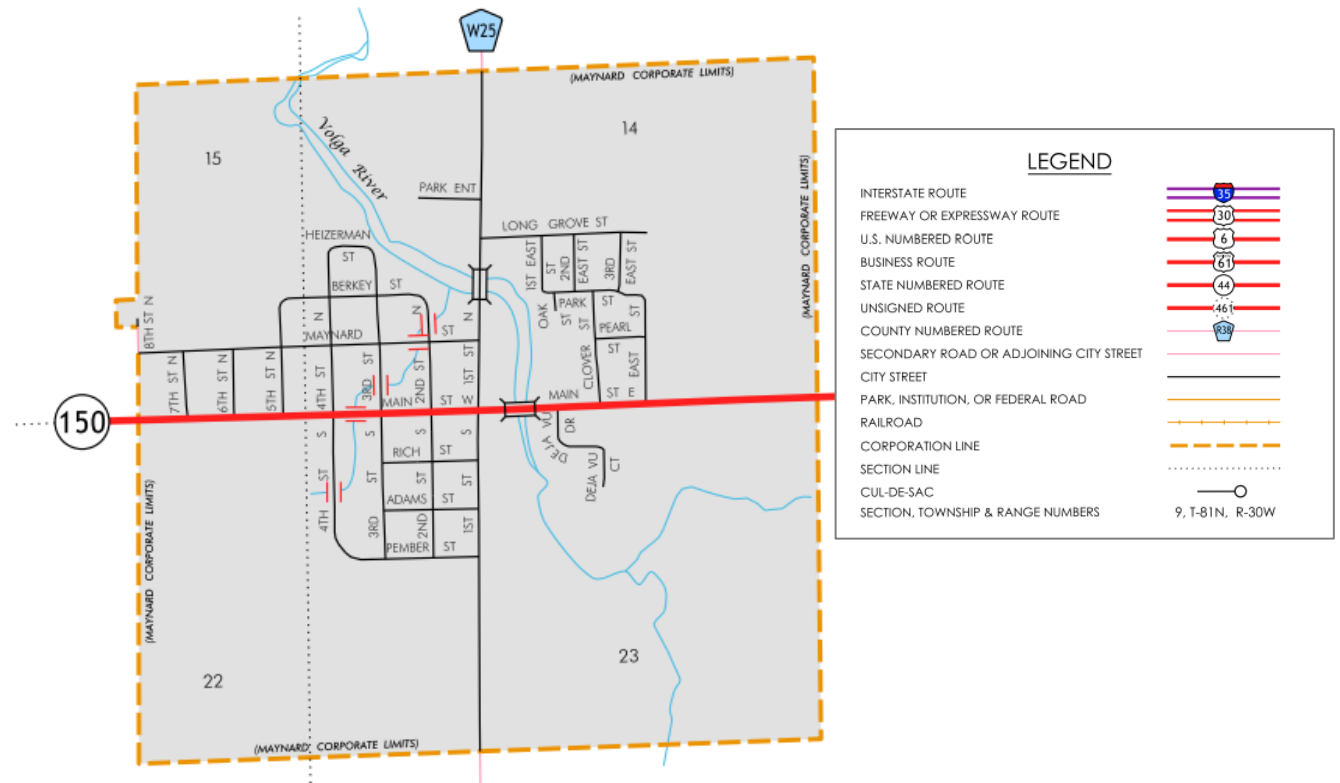 W25
(MAYNARD CORPORATE LIMITS)
14
15
Volga River
(MAYNARD CORPORATE LIMITS)
PARK ENT
LONG GROVE ST
HEIZERMAN ST
1ST EAST ST
2ND EAST ST
3RD EAST ST
BERKEY ST
8TH ST N
OAK ST
PARK ST
MAYNARD ST
PEARL ST
CLOVER ST
EAST ST
7TH ST N
6TH ST N
5TH ST N
4TH ST N
3RD ST
2ND ST N
1ST ST N
150
MAIN ST W
MAIN ST E
DEJA VU DR
DEJA VU CT
RICH ST
ADAMS ST
PEMBER ST
4TH ST S
3RD ST S
2ND ST S
1ST ST S
(MAYNARD CORPORATE LIMITS)
22
23
(MAYNARD CORPORATE LIMITS)
LEGEND
INTERSTATE ROUTE 35
FREEWAY OR EXPRESSWAY ROUTE 30
U.S. NUMBERED ROUTE 6
BUSINESS ROUTE 61
STATE NUMBERED ROUTE 44
UNSIGNED ROUTE 461
COUNTY NUMBERED ROUTE R38
SECONDARY ROAD OR ADJOINING CITY STREET
CITY STREET
PARK, INSTITUTION, OR FEDERAL ROAD
RAILROAD
CORPORATION LINE
SECTION LINE
CUL-DE-SAC
SECTION, TOWNSHIP & RANGE NUMBERS 9, T-81N, R-30W